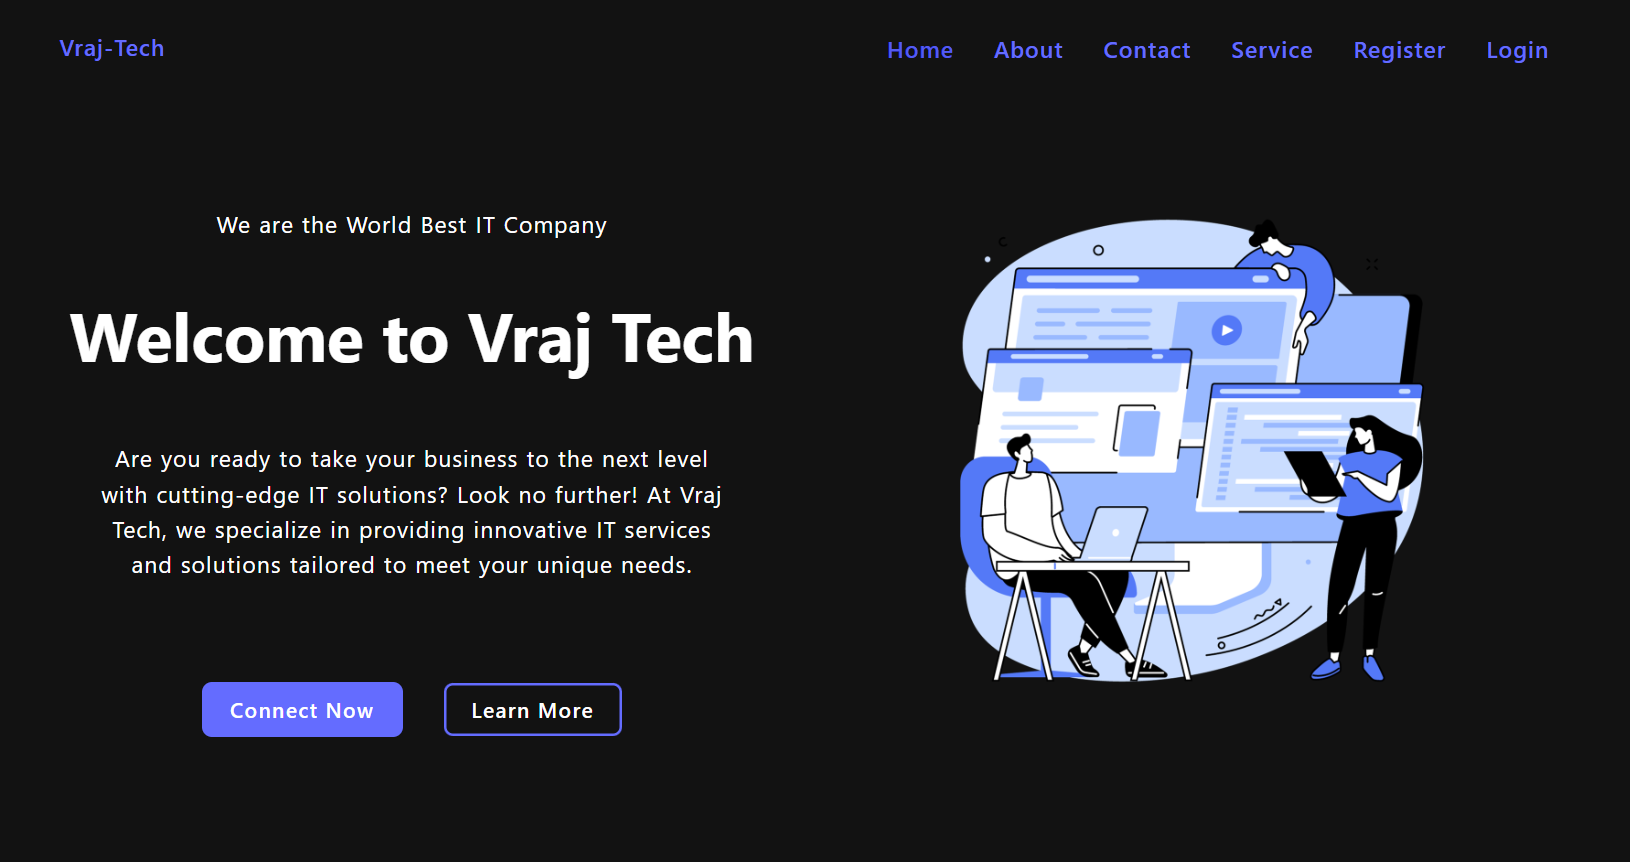 Vraj-Tech
Home About Contact Service Register Login
We are the World Best IT Company
Welcome to Vraj Tech
Are you ready to take your business to the next level
with cutting-edge IT solutions? Look no further! At Vraj
Tech, we specialize in providing innovative IT services
and solutions tailored to meet your unique needs.
Connect Now Learn More